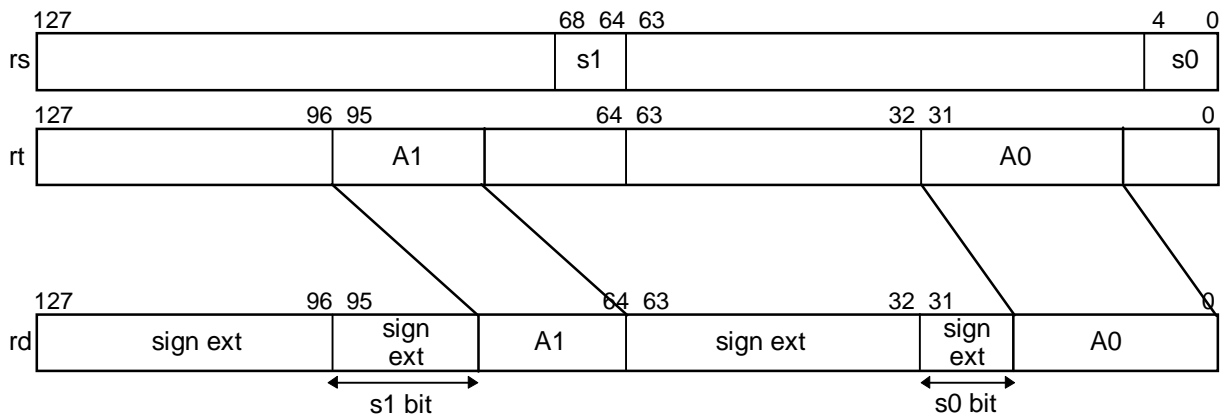 127 68 64 63 4 0
rs s1 s0
127 96 95 64 63 32 31 0
rt A1 A0
127 96 95 64 63 32 31 0
rd sign ext sign ext A1 sign ext sign ext A0
s1 bit s0 bit